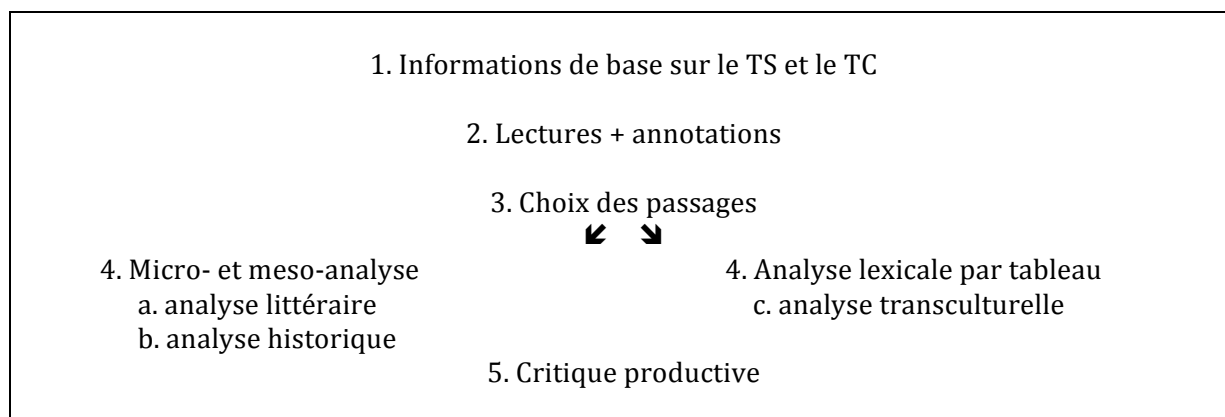 1. Informations de base sur le TS et le TC
2. Lectures + annotations
3. Choix des passages
🡿 🡾
4. Micro- et meso-analyse
a. analyse littéraire
b. analyse historique
4. Analyse lexicale par tableau
c. analyse transculturelle
5. Critique productive